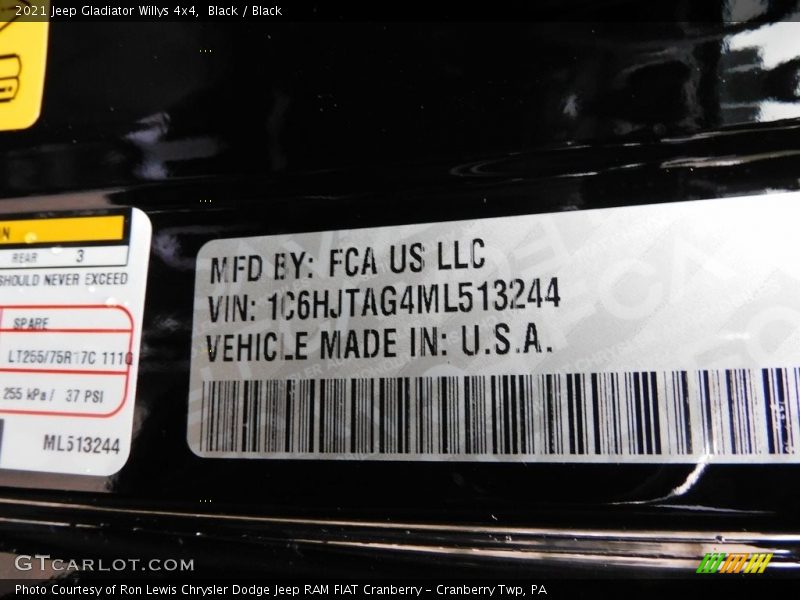 2021 Jeep Gladiator Willys 4x4,  Black / Black
N
REAR 3
SHOULD NEVER EXCEED
SPARE
LT255/75R17C 111Q
255 kPa / 37 PSI
ML513244
MFD BY: FCA US LLC
VIN: 1C6HJTAG4ML513244
VEHICLE MADE IN: U.S.A.
GTCARLOT.COM
Photo Courtesy of Ron Lewis Chrysler Dodge Jeep RAM FIAT Cranberry – Cranberry Twp, PA